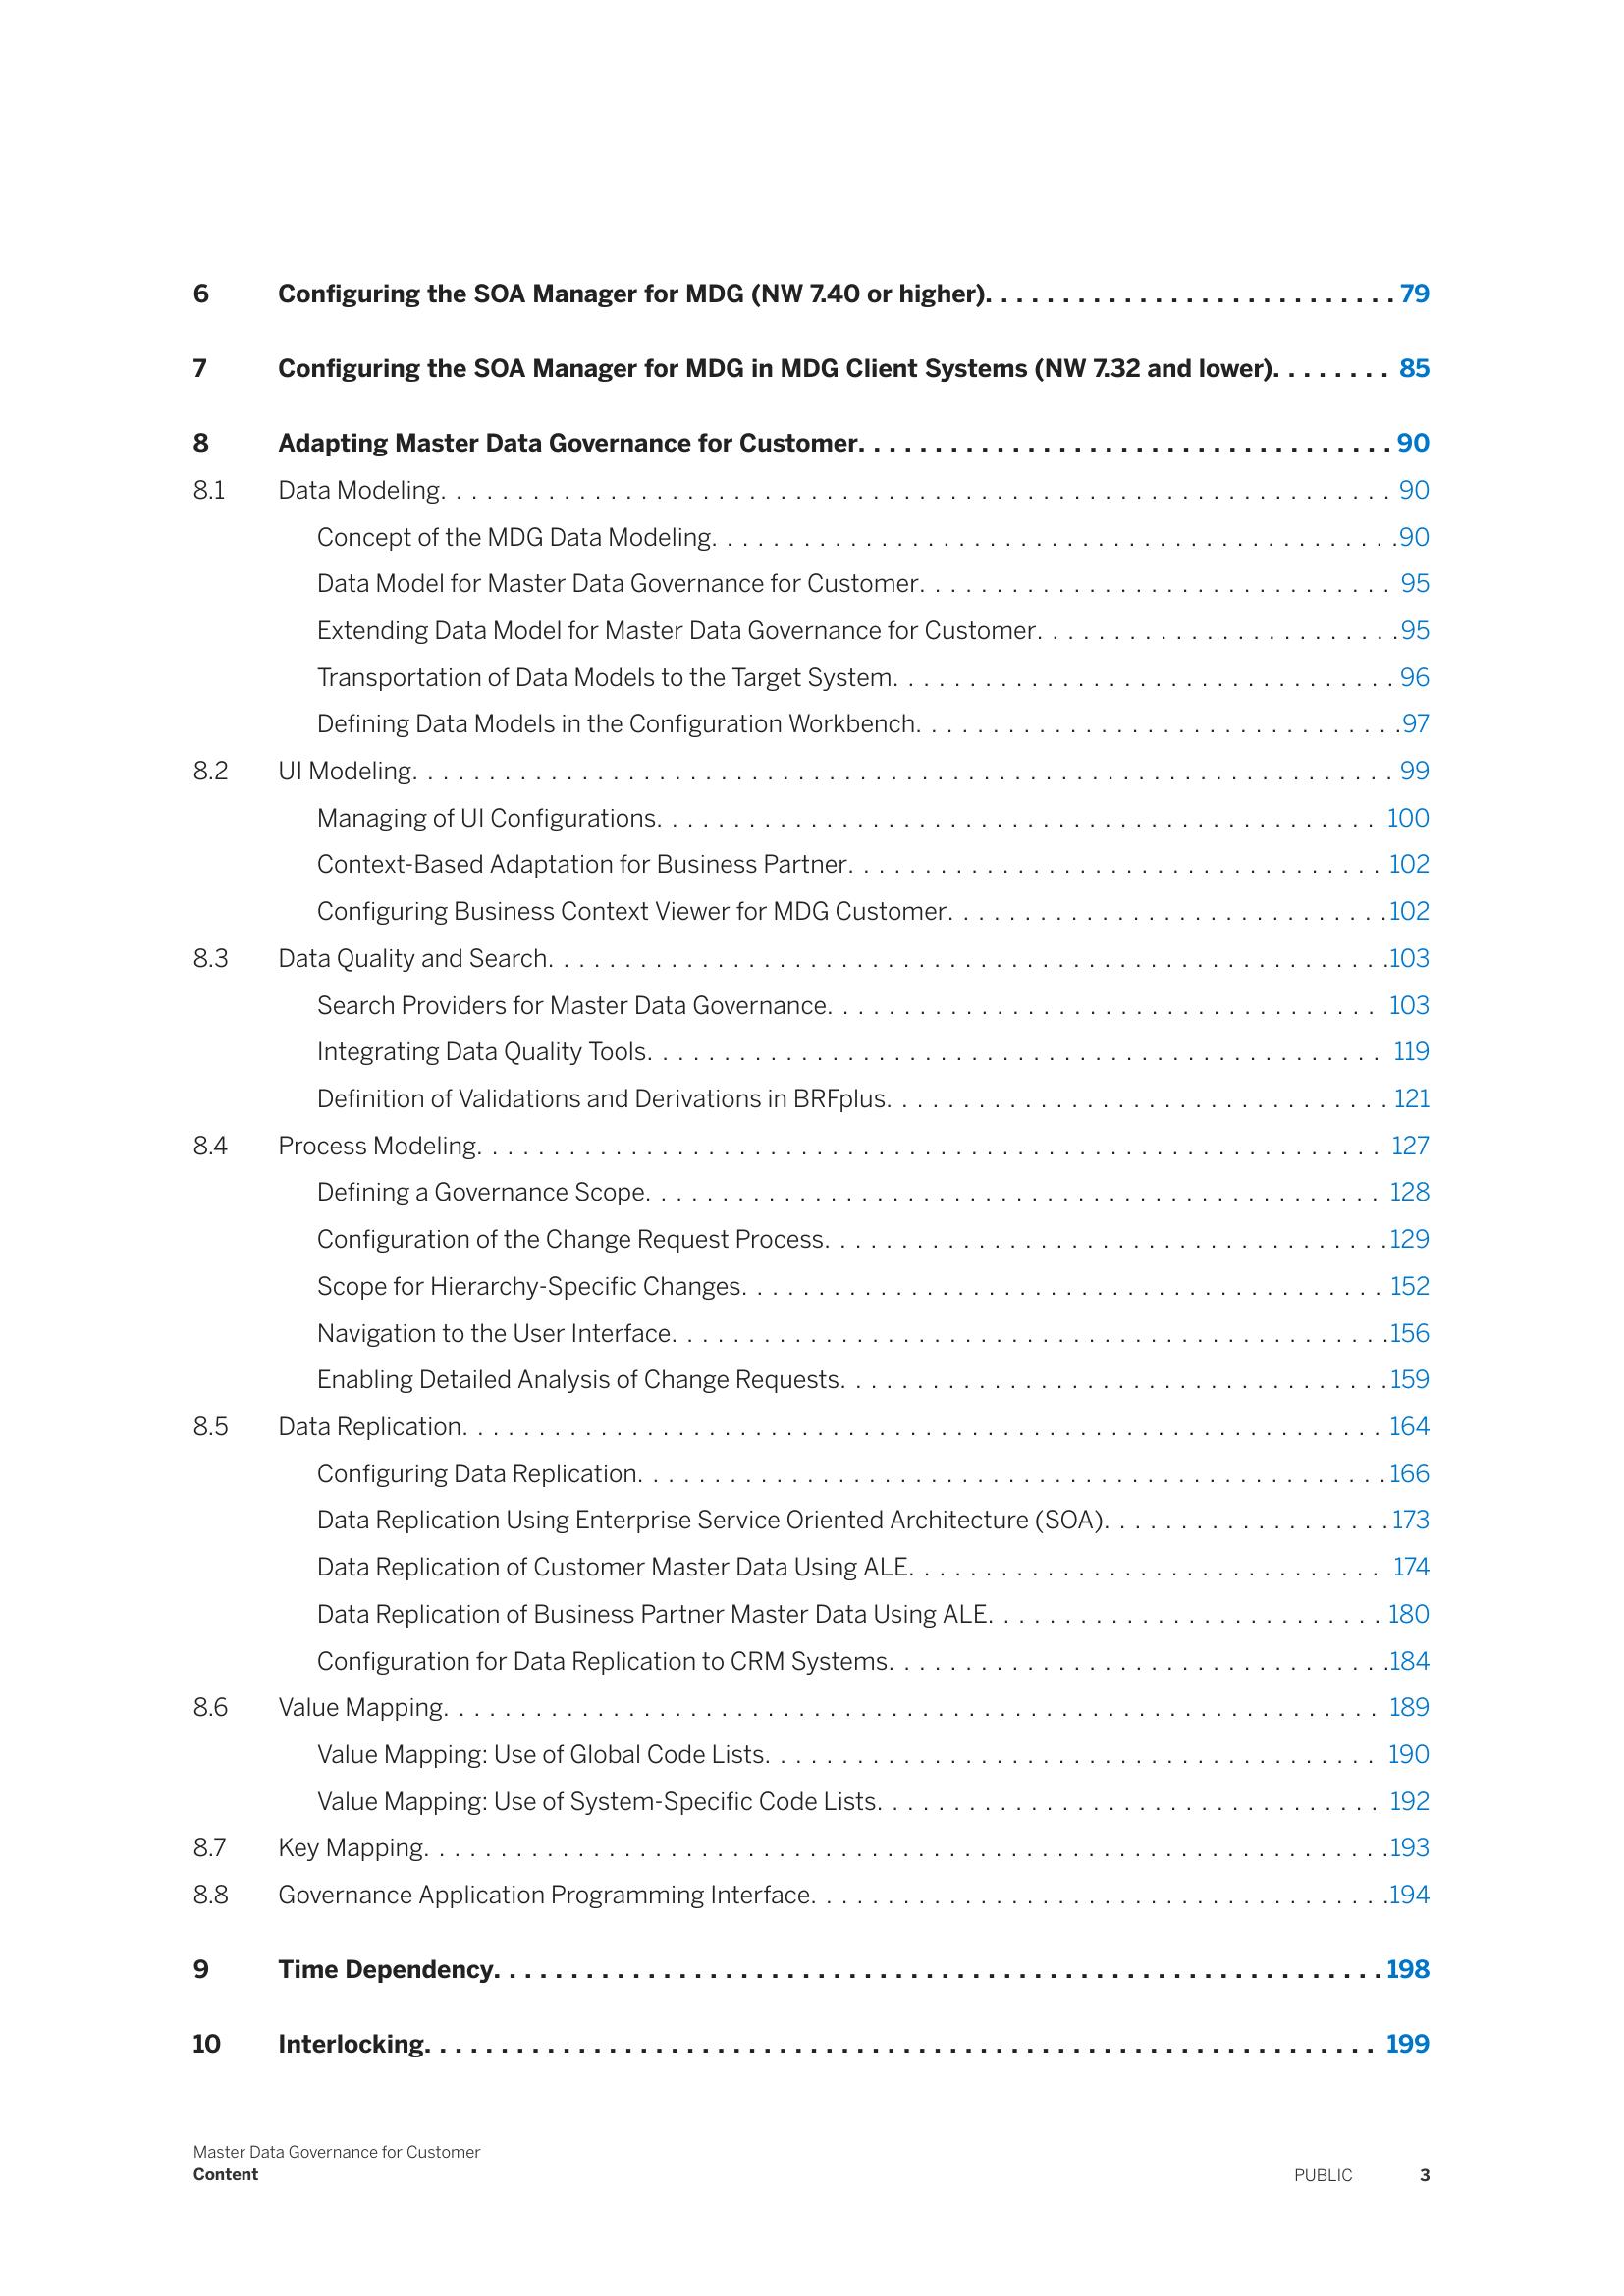 6 Configuring the SOA Manager for MDG (NW 7.40 or higher). . . . . . . . . . . . . . . . . . . . . . . . . . . 79
7 Configuring the SOA Manager for MDG in MDG Client Systems (NW 7.32 and lower). . . . . . . . 85
8 Adapting Master Data Governance for Customer. . . . . . . . . . . . . . . . . . . . . . . . . . . . . . . . . . . 90
8.1 Data Modeling. . . . . . . . . . . . . . . . . . . . . . . . . . . . . . . . . . . . . . . . . . . . . . . . . . . . . . . . . . . . . . 90
Concept of the MDG Data Modeling. . . . . . . . . . . . . . . . . . . . . . . . . . . . . . . . . . . . . . . . . . . . .90
Data Model for Master Data Governance for Customer. . . . . . . . . . . . . . . . . . . . . . . . . . . . . . . 95
Extending Data Model for Master Data Governance for Customer. . . . . . . . . . . . . . . . . . . . . . . .95
Transportation of Data Models to the Target System. . . . . . . . . . . . . . . . . . . . . . . . . . . . . . . . . 96
Defining Data Models in the Configuration Workbench. . . . . . . . . . . . . . . . . . . . . . . . . . . . . . . .97
8.2 UI Modeling. . . . . . . . . . . . . . . . . . . . . . . . . . . . . . . . . . . . . . . . . . . . . . . . . . . . . . . . . . . . . . . . 99
Managing of UI Configurations. . . . . . . . . . . . . . . . . . . . . . . . . . . . . . . . . . . . . . . . . . . . . . . 100
Context-Based Adaptation for Business Partner. . . . . . . . . . . . . . . . . . . . . . . . . . . . . . . . . . . 102
Configuring Business Context Viewer for MDG Customer. . . . . . . . . . . . . . . . . . . . . . . . . . . . .102
8.3 Data Quality and Search. . . . . . . . . . . . . . . . . . . . . . . . . . . . . . . . . . . . . . . . . . . . . . . . . . . . . . .103
Search Providers for Master Data Governance. . . . . . . . . . . . . . . . . . . . . . . . . . . . . . . . . . . . 103
Integrating Data Quality Tools. . . . . . . . . . . . . . . . . . . . . . . . . . . . . . . . . . . . . . . . . . . . . . . . 119
Definition of Validations and Derivations in BRFplus. . . . . . . . . . . . . . . . . . . . . . . . . . . . . . . . . 121
8.4 Process Modeling. . . . . . . . . . . . . . . . . . . . . . . . . . . . . . . . . . . . . . . . . . . . . . . . . . . . . . . . . . . 127
Defining a Governance Scope. . . . . . . . . . . . . . . . . . . . . . . . . . . . . . . . . . . . . . . . . . . . . . . . 128
Configuration of the Change Request Process. . . . . . . . . . . . . . . . . . . . . . . . . . . . . . . . . . . . .129
Scope for Hierarchy-Specific Changes. . . . . . . . . . . . . . . . . . . . . . . . . . . . . . . . . . . . . . . . . . 152
Navigation to the User Interface. . . . . . . . . . . . . . . . . . . . . . . . . . . . . . . . . . . . . . . . . . . . . . .156
Enabling Detailed Analysis of Change Requests. . . . . . . . . . . . . . . . . . . . . . . . . . . . . . . . . . . .159
8.5 Data Replication. . . . . . . . . . . . . . . . . . . . . . . . . . . . . . . . . . . . . . . . . . . . . . . . . . . . . . . . . . . . 164
Configuring Data Replication. . . . . . . . . . . . . . . . . . . . . . . . . . . . . . . . . . . . . . . . . . . . . . . . . 166
Data Replication Using Enterprise Service Oriented Architecture (SOA). . . . . . . . . . . . . . . . . . . 173
Data Replication of Customer Master Data Using ALE. . . . . . . . . . . . . . . . . . . . . . . . . . . . . . . 174
Data Replication of Business Partner Master Data Using ALE. . . . . . . . . . . . . . . . . . . . . . . . . . 180
Configuration for Data Replication to CRM Systems. . . . . . . . . . . . . . . . . . . . . . . . . . . . . . . . .184
8.6 Value Mapping. . . . . . . . . . . . . . . . . . . . . . . . . . . . . . . . . . . . . . . . . . . . . . . . . . . . . . . . . . . . . 189
Value Mapping: Use of Global Code Lists. . . . . . . . . . . . . . . . . . . . . . . . . . . . . . . . . . . . . . . . 190
Value Mapping: Use of System-Specific Code Lists. . . . . . . . . . . . . . . . . . . . . . . . . . . . . . . . . 192
8.7 Key Mapping. . . . . . . . . . . . . . . . . . . . . . . . . . . . . . . . . . . . . . . . . . . . . . . . . . . . . . . . . . . . . . .193
8.8 Governance Application Programming Interface. . . . . . . . . . . . . . . . . . . . . . . . . . . . . . . . . . . . . .194
9 Time Dependency. . . . . . . . . . . . . . . . . . . . . . . . . . . . . . . . . . . . . . . . . . . . . . . . . . . . . . . . . .198
10 Interlocking. . . . . . . . . . . . . . . . . . . . . . . . . . . . . . . . . . . . . . . . . . . . . . . . . . . . . . . . . . . . . . 199
Master Data Governance for Customer
Content PUBLIC 3